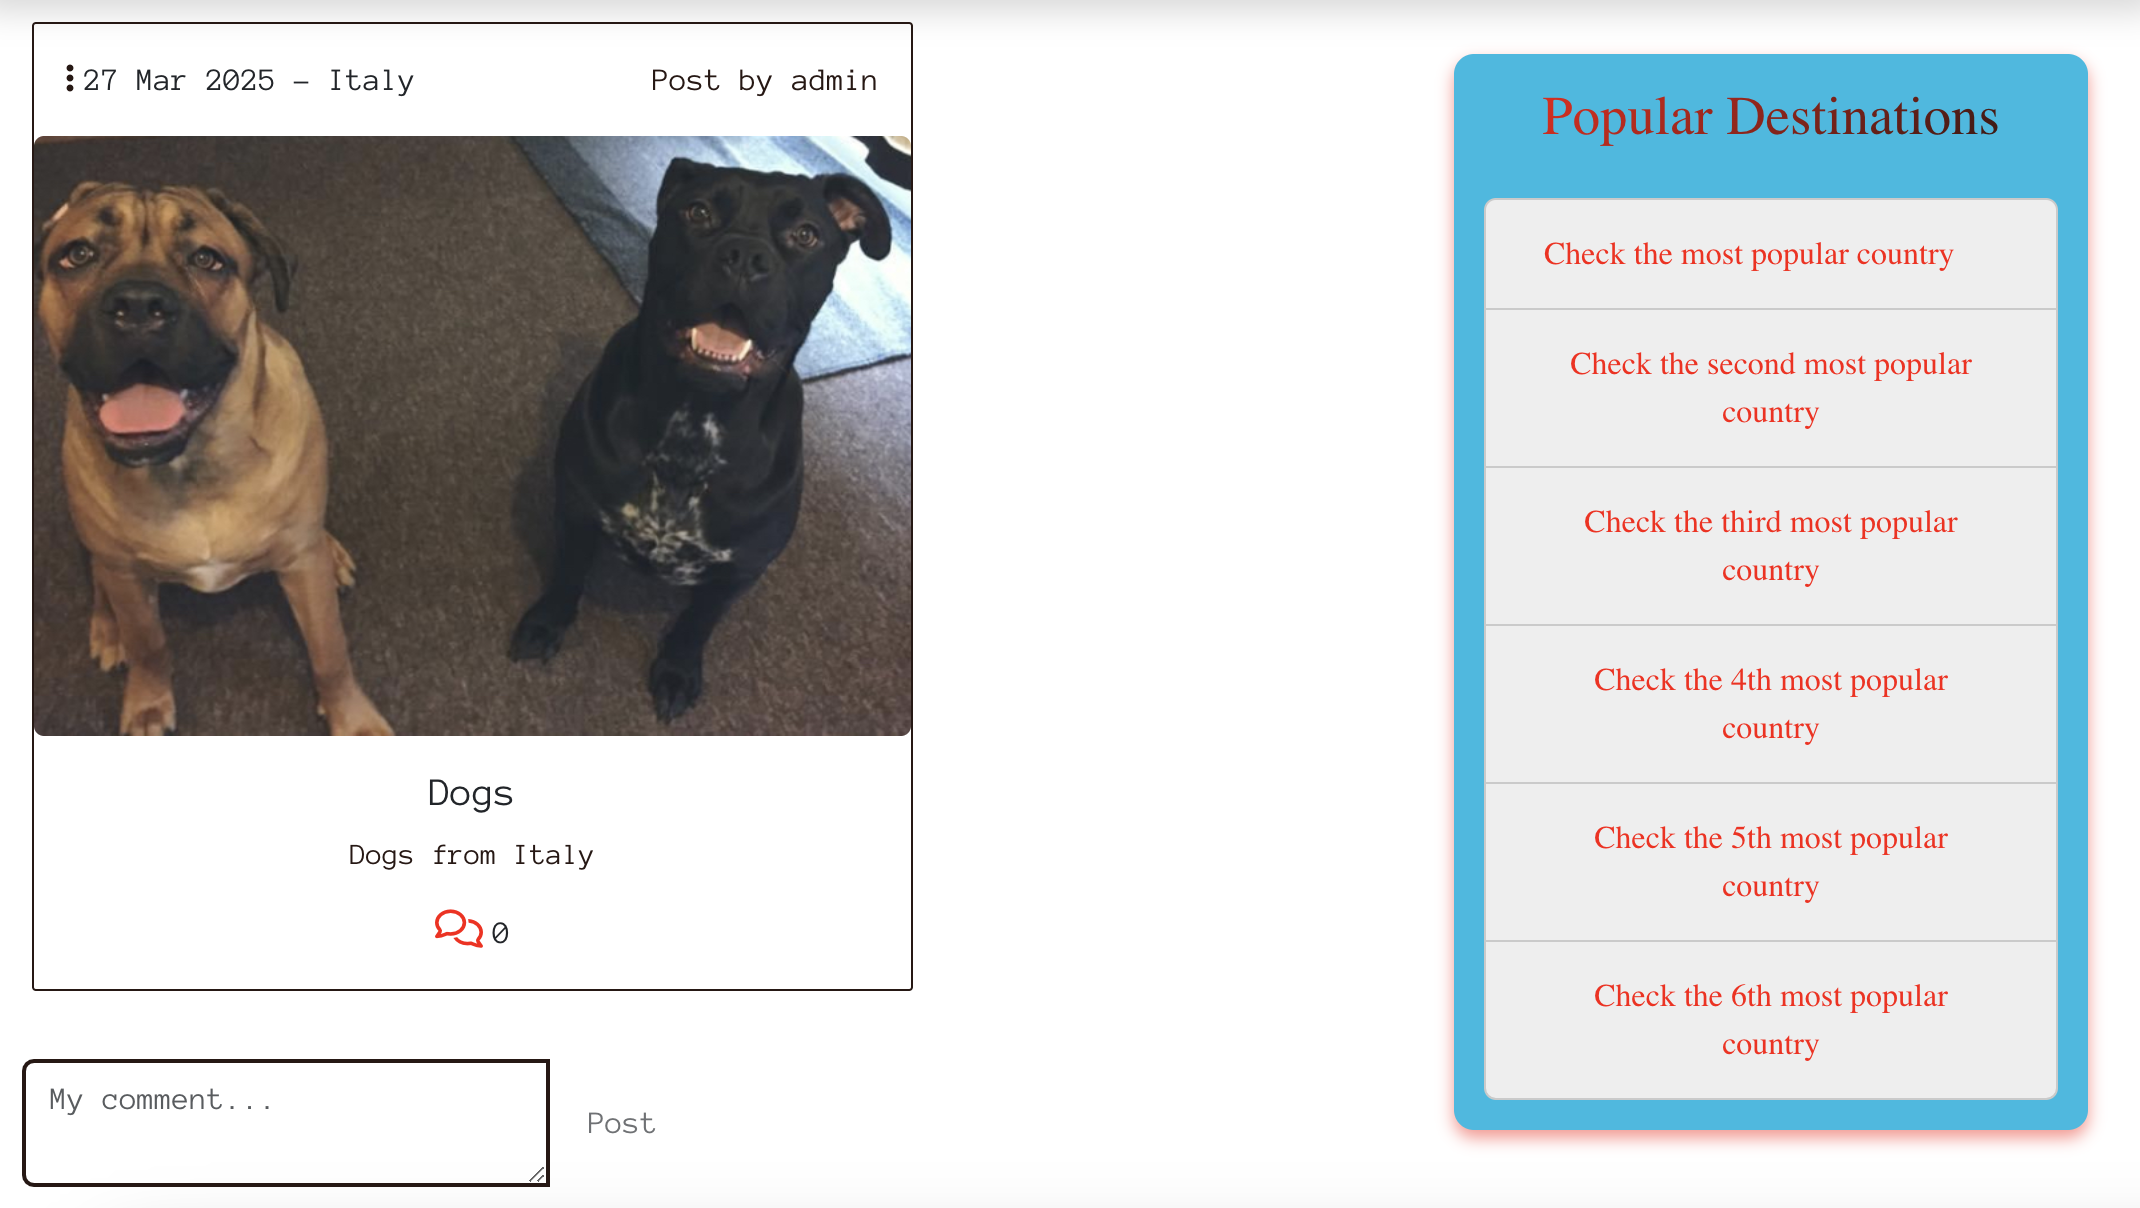 27 Mar 2025 – Italy
Post by admin
Dogs
Dogs from Italy
0
My comment...
Post
Popular Destinations
Check the most popular country
Check the second most popular
country
Check the third most popular
country
Check the 4th most popular
country
Check the 5th most popular
country
Check the 6th most popular
country